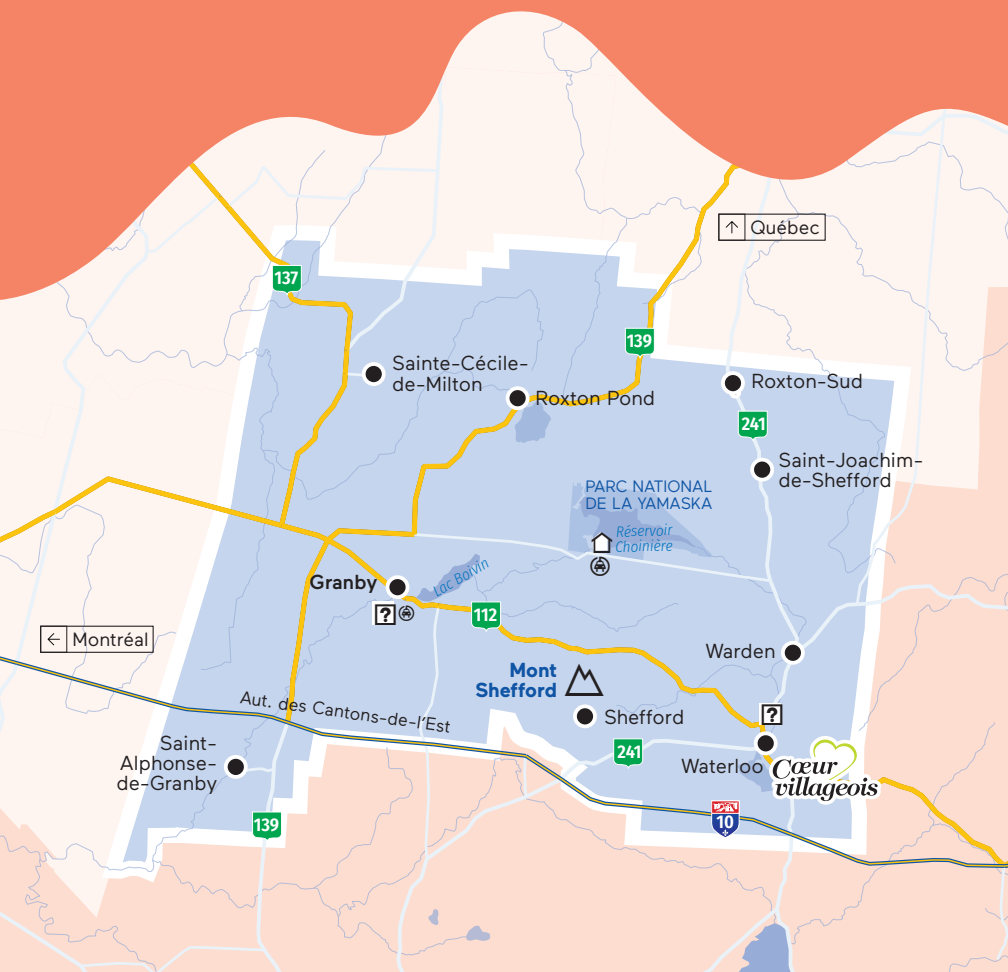 ↑ Québec
137
139
Sainte-Cécile-
de-Milton
Roxton Pond
Roxton-Sud
241
Saint-Joachim-
de-Shefford
PARC NATIONAL
DE LA YAMASKA
Réservoir
Choinière
Granby
Lac Boivin
?
112
← Montréal
Warden
Mont
Shefford
Shefford
Aut. des Cantons-de-l'Est
?
241
Waterloo
Cœur
villageois
Saint-
Alphonse-
de-Granby
139
10